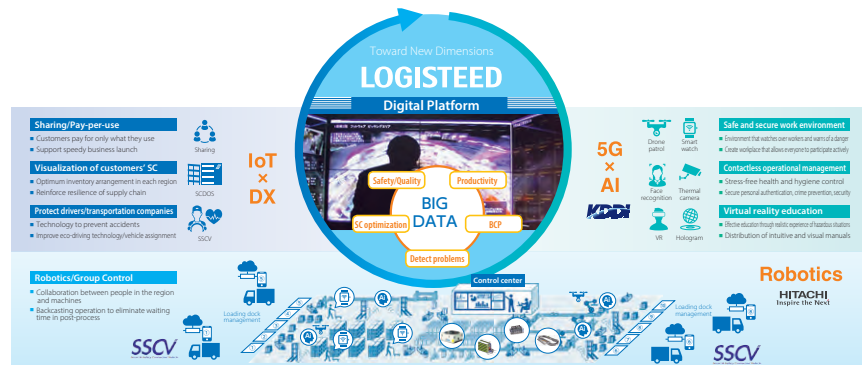 Toward New Dimensions
LOGISTEED
Digital Platform
Sharing/Pay-per-use
Customers pay for only what they use
Support speedy business launch
Sharing
Visualization of customers' SC
Optimum inventory arrangement in each region
Reinforce resilience of supply chain
SCDOS
Protect drivers/transportation companies
Technology to prevent accidents
Improve eco-driving technology/vehicle assignment
SSCV
IoT
×
DX
Safety/Quality
Productivity
BIG
DATA
SC optimization
BCP
Detect problems
5G
×
AI
KDDI
Drone
patrol
Smart
watch
Face
recognition
Thermal
camera
VR
Hologram
Safe and secure work environment
Environment that watches over workers and warns of a danger
Create workplace that allows everyone to participate actively
Contactless operational management
Stress-free health and hygiene control
Secure personal authentication, crime prevention, security
Virtual reality education
Effective education through realistic experience of hazardous situations
Distribution of intuitive and visual manuals
Robotics/Group Control
Collaboration between people in the region
and machines
Backcasting operation to eliminate waiting
time in post-process
SSCV
Loading dock
management
Control center
AI
AI
AI
AI
Loading dock
management
Robotics
HITACHI
Inspire the Next
SSCV